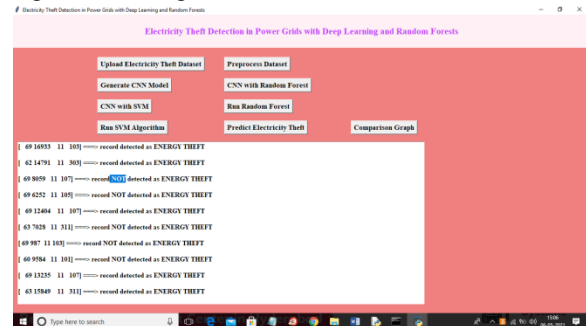 Electricity Theft Detection in Power Grids with Deep Learning and Random Forests
Electricity Theft Detection in Power Grids with Deep Learning and Random Forests
Upload Electricity Theft Dataset Preprocess Dataset
Generate CNN Model CNN with Random Forest
CNN with SVM Run Random Forest
Run SVM Algorithm Predict Electricity Theft Comparison Graph
[ 69 16933 11 103] ===> record detected as ENERGY THEFT
[ 62 14791 11 303] ===> record detected as ENERGY THEFT
[ 69 8059 11 107] ===> record NOT detected as ENERGY THEFT
[ 69 6252 11 105] ===> record NOT detected as ENERGY THEFT
[ 69 12404 11 107] ===> record detected as ENERGY THEFT
[ 63 7028 11 311] ===> record NOT detected as ENERGY THEFT
[ 69 987 11 103] ===> record NOT detected as ENERGY THEFT
[ 60 9584 11 101] ===> record NOT detected as ENERGY THEFT
[ 69 13235 11 107] ===> record detected as ENERGY THEFT
[ 63 15849 11 311] ===> record detected as ENERGY THEFT
Type here to search
15:06